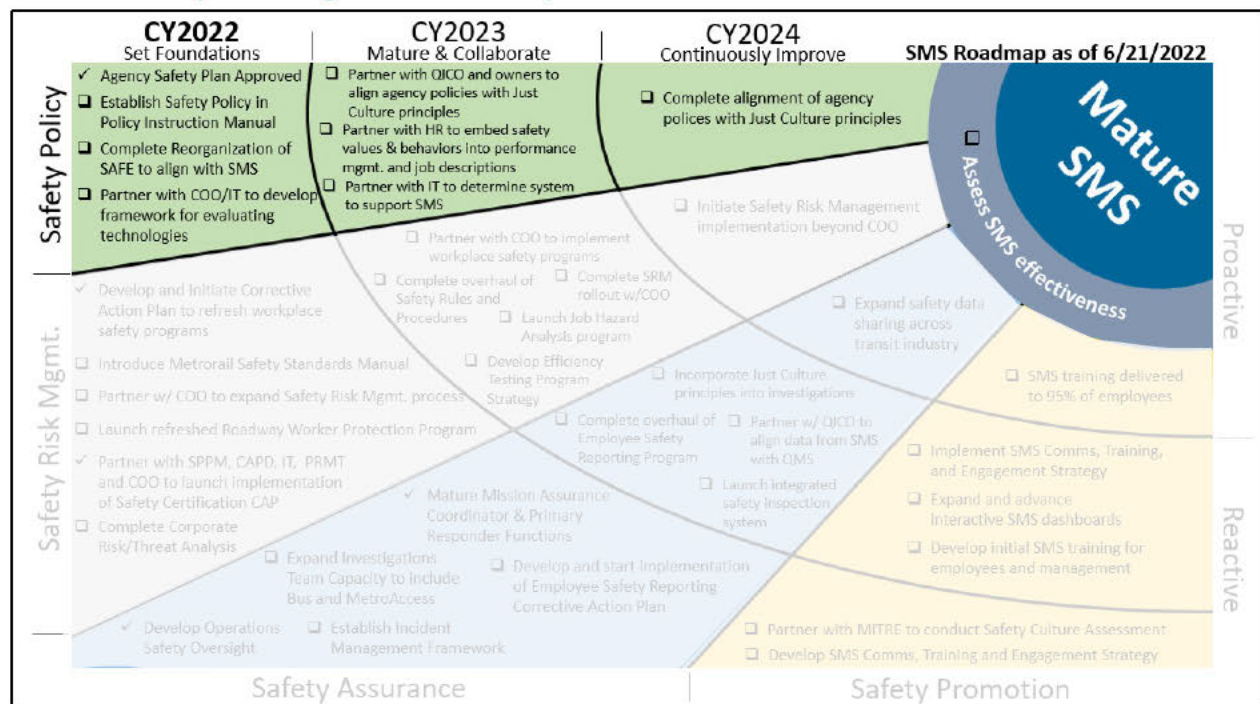 CY2022
Set Foundations
CY2023
Mature & Collaborate
CY2024
Continuously Improve
SMS Roadmap as of 6/21/2022
Safety Policy
✓ Agency Safety Plan Approved
❑ Establish Safety Policy in
Policy Instruction Manual
❑ Complete Reorganization of
SAFE to align with SMS
❑ Partner with COO/IT to develop
framework for evaluating
technologies
❑ Partner with QICO and owners to
align agency policies with Just
Culture principles
❑ Partner with HR to embed safety
values & behaviors into performance
mgmt. and job descriptions
❑ Partner with IT to determine system
to support SMS
❑ Complete alignment of agency
polices with Just Culture principles
❑ Assess SMS effectiveness
Mature
SMS
Safety Risk Mgmt.
✓ Develop and Initiate Corrective
Action Plan to refresh workplace
safety programs
❑ Introduce Metrorail Safety Standards Manual
❑ Partner w/ COO to expand Safety Risk Mgmt. process
❑ Launch refreshed Roadway Worker Protection Program
✓ Partner with SPPM, CAPD, IT, PRMT
and COO to launch implementation
of Safety Certification CAP
❑ Complete Corporate
Risk/Threat Analysis
❑ Partner with COO to implement
workplace safety programs
❑ Complete overhaul of
Safety Rules and
Procedures
❑ Complete SRM
rollout w/COO
❑ Launch Job Hazard
Analysis program
❑ Develop Efficiency
Testing Program
Strategy
❑ Initiate Safety Risk Management
implementation beyond COO
❑ Expand safety data
sharing across
transit industry
❑ Incorporate Just Culture
principles into investigations
❑ Complete overhaul of
Employee Safety
Reporting Program
❑ Partner w/ QICO to
align data from SMS
with QMS
❑ Launch integrated
safety inspection
system
✓ Mature Mission Assurance
Coordinator & Primary
Responder Functions
❑ Expand Investigations
Team Capacity to include
Bus and MetroAccess
❑ Develop and start implementation
of Employee Safety Reporting
Corrective Action Plan
✓ Develop Operations
Safety Oversight
❑ Establish Incident
Management Framework
❑ SMS training delivered
to 95% of employees
❑ Implement SMS Comms, Training,
and Engagement Strategy
❑ Expand and advance
Interactive SMS dashboards
❑ Develop initial SMS training for
employees and management
❑ Partner with MITRE to conduct Safety Culture Assessment
❑ Develop SMS Comms, Training and Engagement Strategy
Proactive
Reactive
Safety Assurance
Safety Promotion